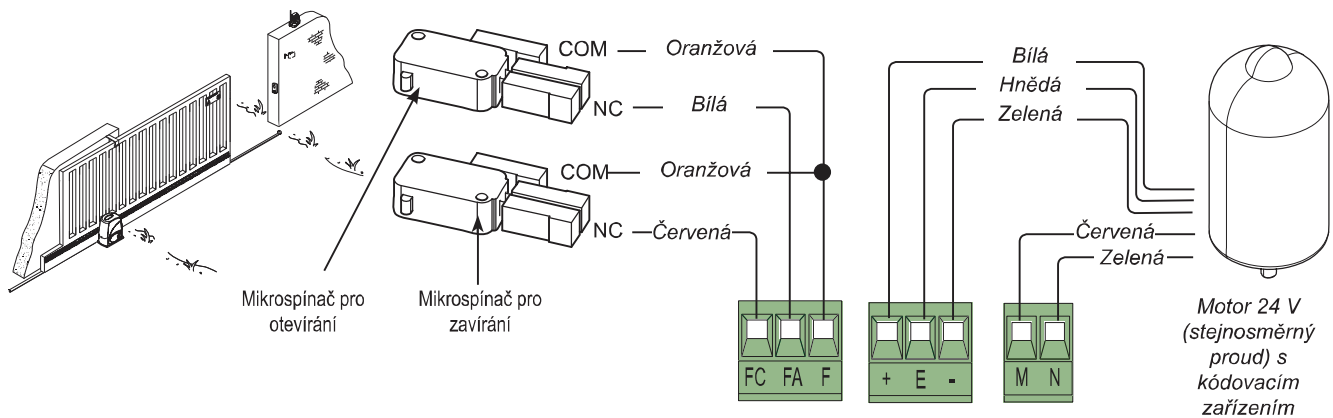 COM
Oranžová
NC
Bílá
COM
Oranžová
NC
Červená
Mikrospínač pro
otevírání
Mikrospínač pro
zavírání
FC FA F
Bílá
Hnědá
Zelená
Červená
Zelená
+ E -
M N
Motor 24 V
(stejnosměrný
proud) s
kódovacím
zařízením